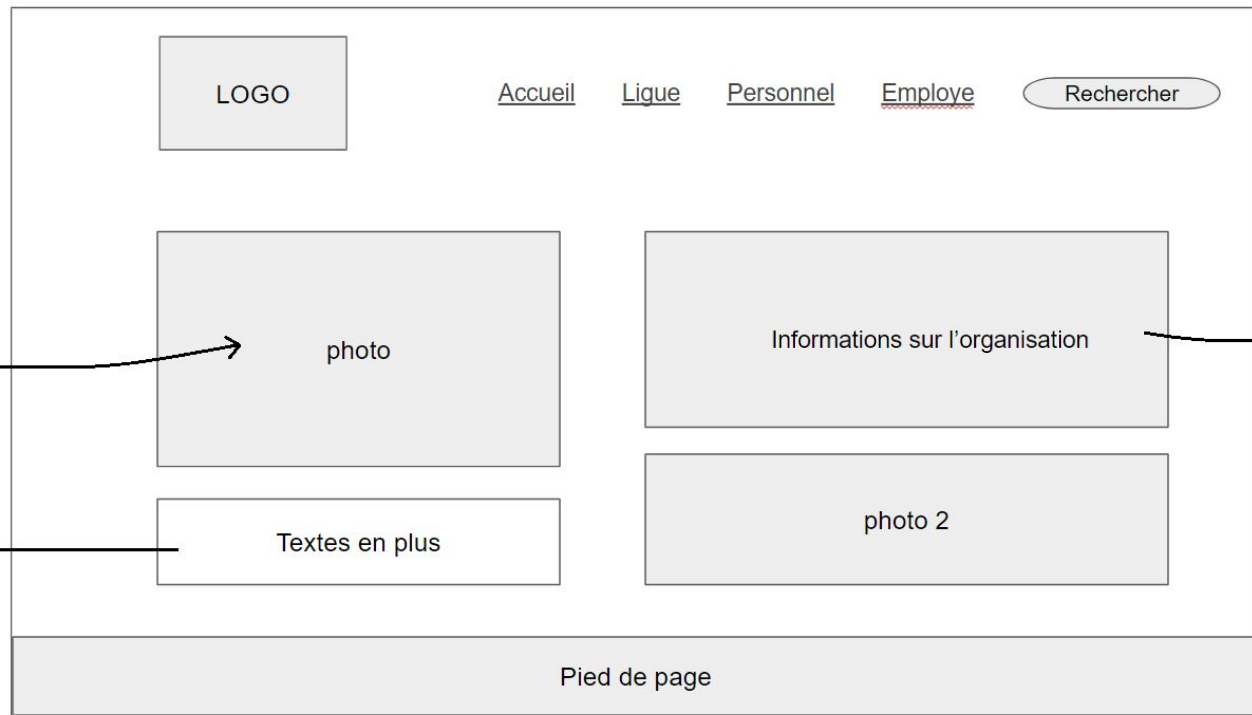 LOGO
Accueil Ligue Personnel Employe Rechercher
photo
Informations sur l’organisation
Textes en plus
photo 2
Pied de page